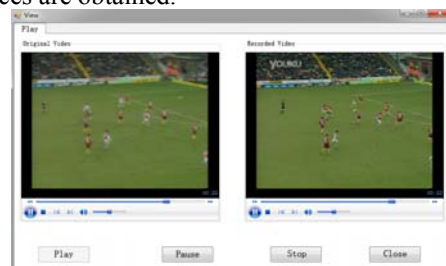 ces are obtained.
View
Play
Original Video
Recorded Video
YOUKU
Play
Pause
Stop
Close